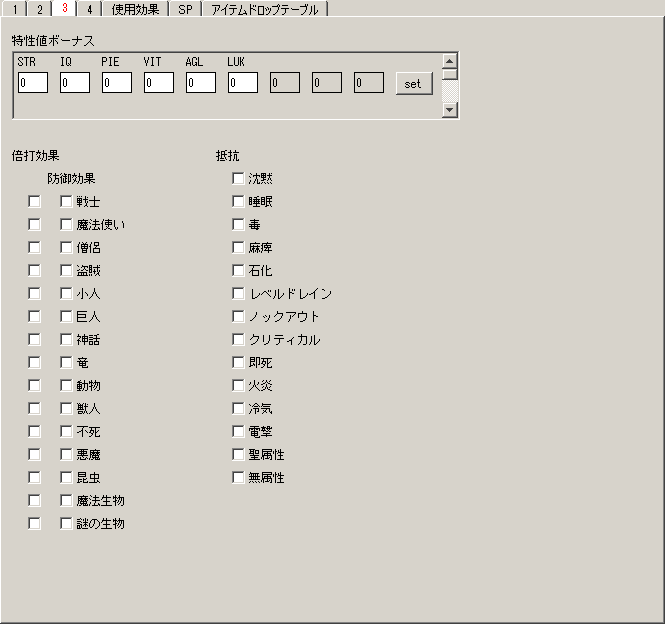 1 2 3 4 使用効果 SP アイテムドロップテーブル
特性値ボーナス
STR IQ PIE VIT AGL LUK
0 0 0 0 0 0 0 0 0 set
倍打効果 抵抗
防御効果 沈黙
戦士 睡眠
魔法使い 毒
僧侶 麻痺
盗賊 石化
小人 レベルドレイン
巨人 ノックアウト
神話 クリティカル
竜 即死
動物 火炎
獣人 冷気
不死 電撃
悪魔 聖属性
昆虫 無属性
魔法生物
謎の生物